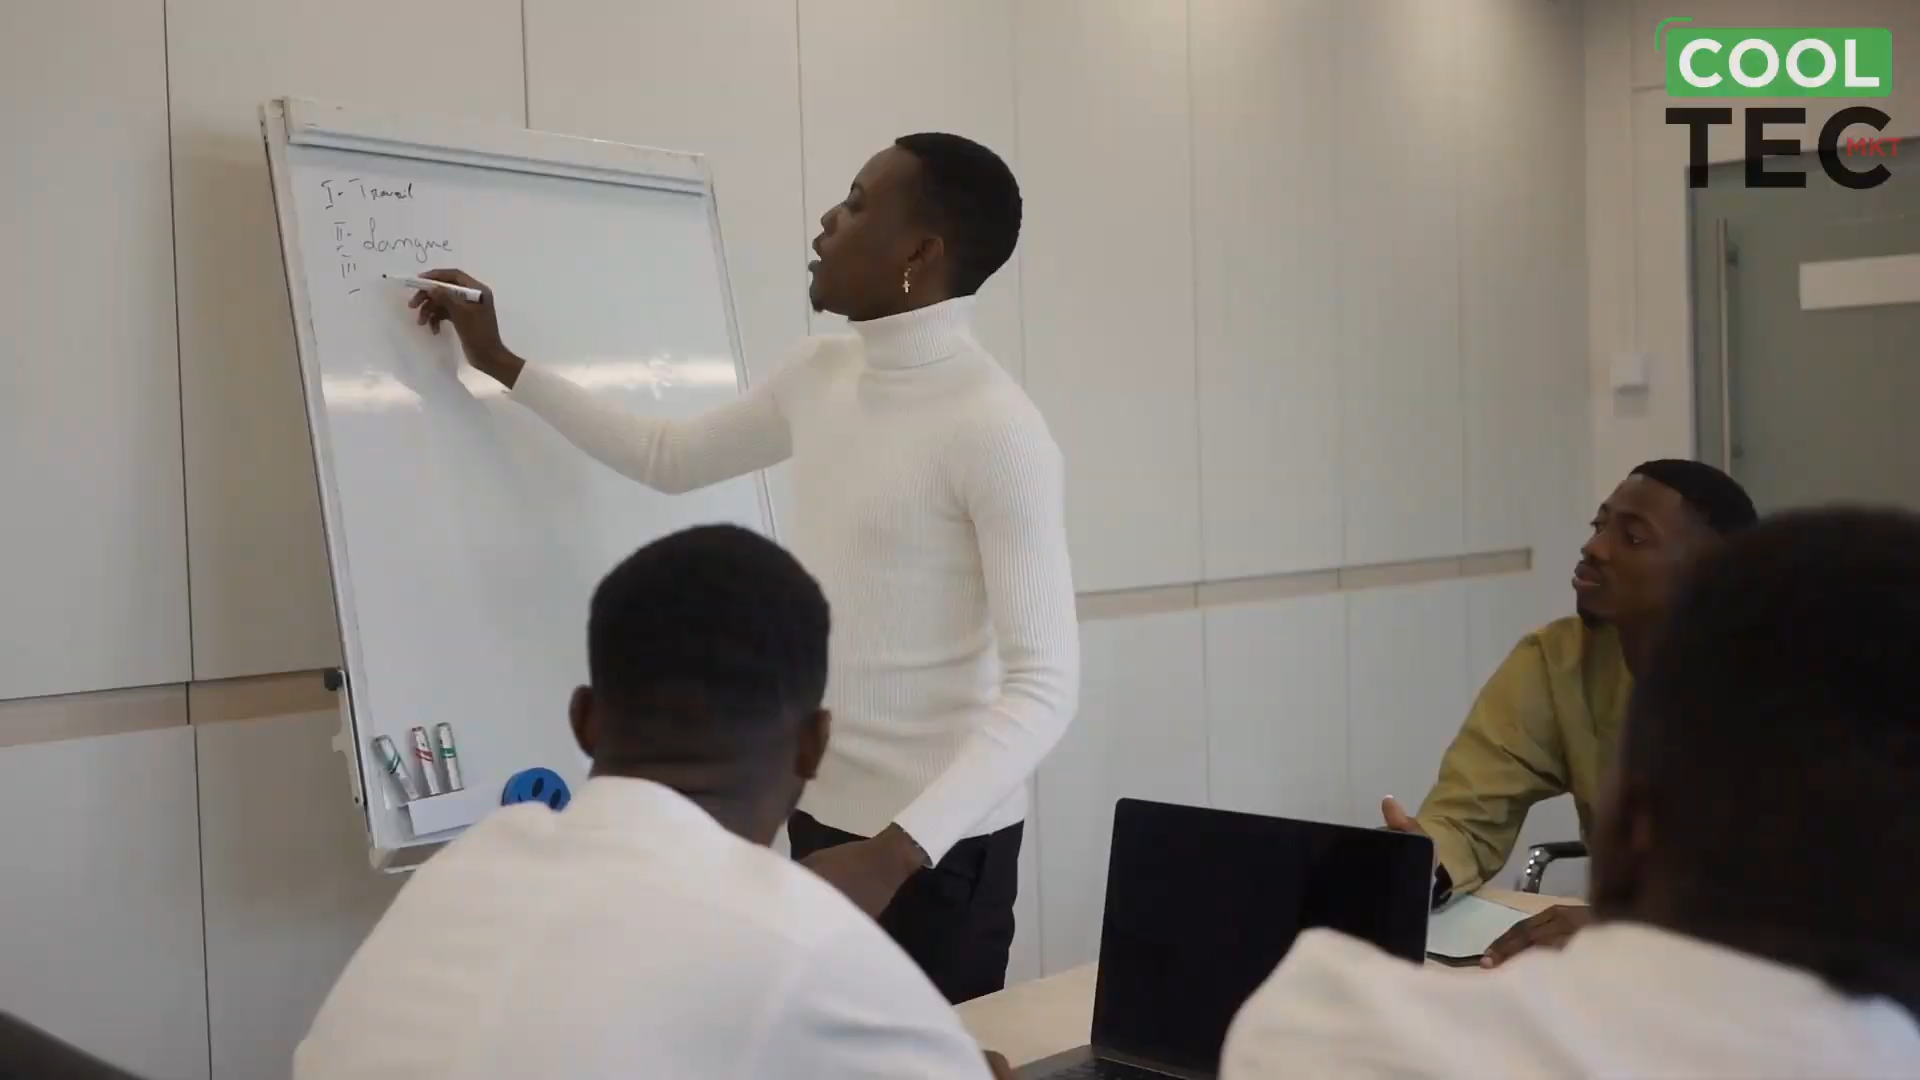 COOL
TEC
MKT
I- Travail
II- Langue
III